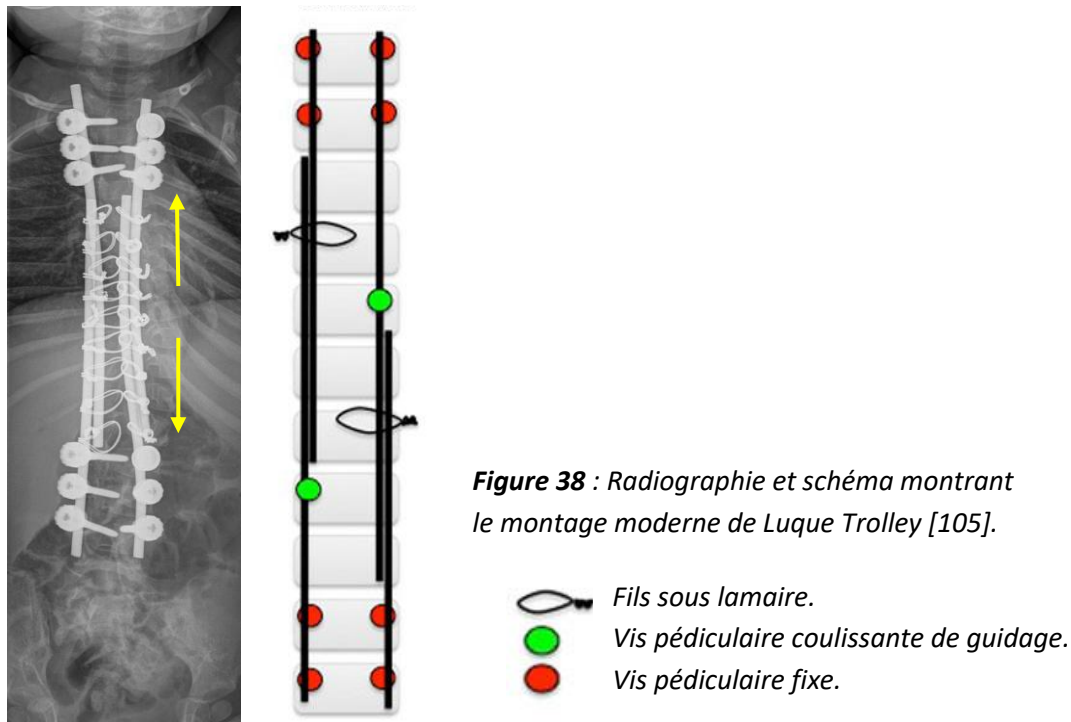 Figure 38 : Radiographie et schéma montrant
le montage moderne de Luque Trolley [105].
Fils sous lamaire.
Vis pédiculaire coulissante de guidage.
Vis pédiculaire fixe.